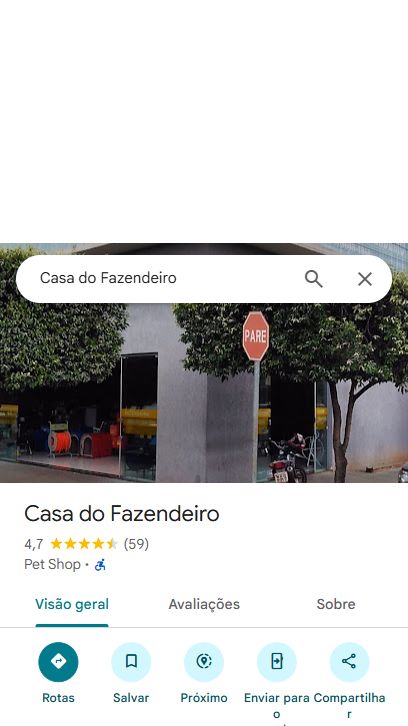 Casa do Fazendeiro
PARE
Casa do Fazendeiro
4,7 (59)
Pet Shop ·
Visão geral Avaliações Sobre
Rotas Salvar Próximo Enviar para o Compartilhar